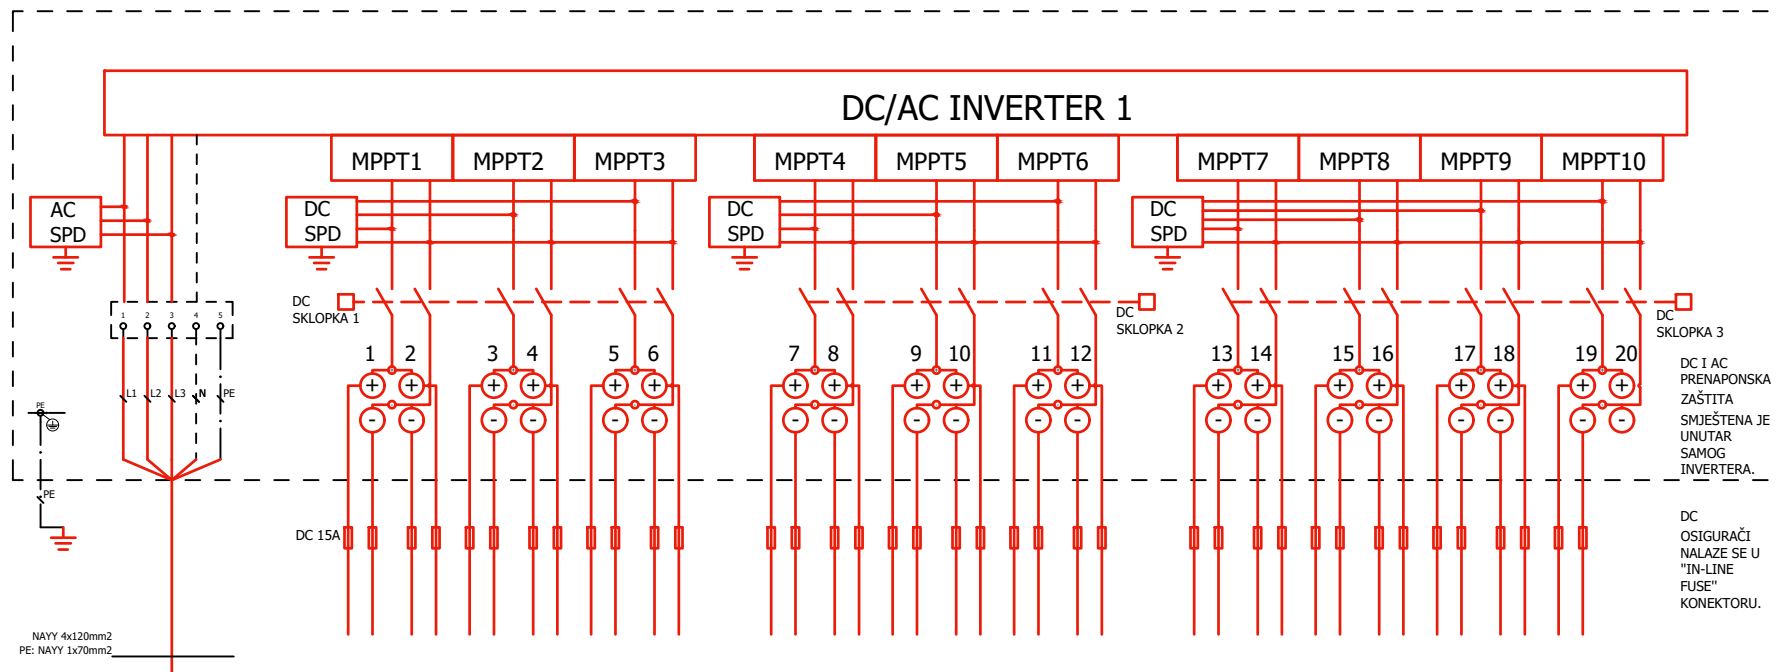 DC/AC INVERTER 1
MPPT1 MPPT2 MPPT3 MPPT4 MPPT5 MPPT6 MPPT7 MPPT8 MPPT9 MPPT10
AC
SPD
DC
SPD
DC
SPD
DC
SPD
DC
SKLOPKA 1
DC
SKLOPKA 2
DC
SKLOPKA 3
1 2 3 4 5
1 2 3 4 5 6 7 8 9 10 11 12 13 14 15 16 17 18 19 20
+ + + + + + + + + + + + + + + + + + + +
- - - - - - - - - - - - - - - - - - - -
L1 L2 L3 N PE
PE
PE
DC I AC
PRENAPONSKA
ZAŠTITA
SMJEŠTENA JE
UNUTAR
SAMOG
INVERTERA.
DC 15A
DC
OSIGURAČI
NALAZE SE U
"IN-LINE
FUSE"
KONEKTORU.
NAYY 4x120mm2
PE: NAYY 1x70mm2